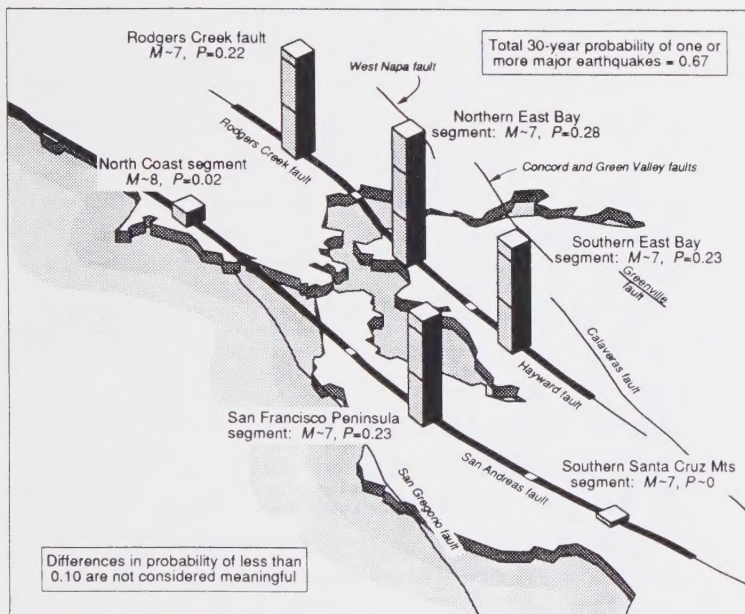 Rodgers Creek fault
M~7, P=0.22
Total 30-year probability of one or
more major earthquakes = 0.67
West Napa fault
Northern East Bay
segment: M~7, P=0.28
Rodgers Creek fault
North Coast segment
M~8, P=0.02
Concord and Green Valley faults
Southern East Bay
segment: M~7, P=0.23
Greenville
fault
Calaveras fault
Hayward fault
San Francisco Peninsula
segment: M~7, P=0.23
San Andreas fault
Southern Santa Cruz Mts
segment: M~7, P~0
San Gregorio fault
Differences in probability of less than
0.10 are not considered meaningful